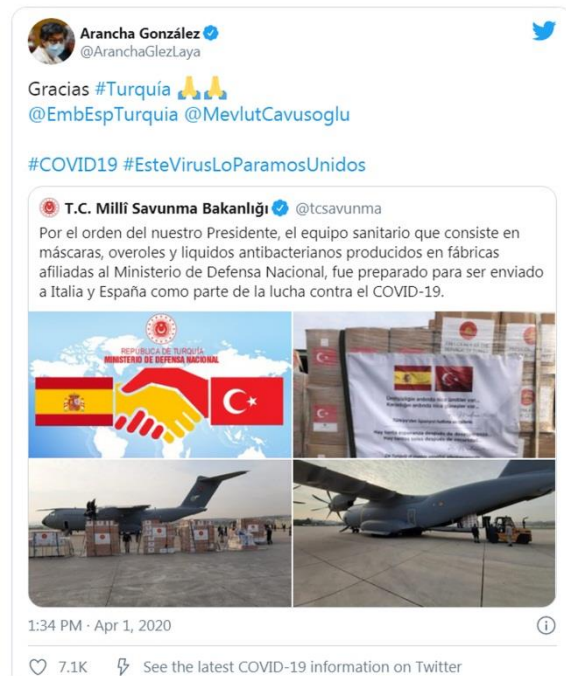 Arancha González
@AranchaGlezLaya
Gracias #Turquía 🙏🙏
@EmbEspTurquia @MevlutCavusoglu
#COVID19 #EsteVirusLoParamosUnidos
T.C. Millî Savunma Bakanlığı @tcsavunma
Por el orden del nuestro Presidente, el equipo sanitario que consiste en
máscaras, overoles y liquidos antibacterianos producidos en fábricas
afiliadas al Ministerio de Defensa Nacional, fue preparado para ser enviado
a Italia y España como parte de la lucha contra el COVID-19.
REPÚBLICA DE TURQUÍA
MINISTERIO DE DEFENSA NACIONAL
1:34 PM · Apr 1, 2020
7.1K See the latest COVID-19 information on Twitter